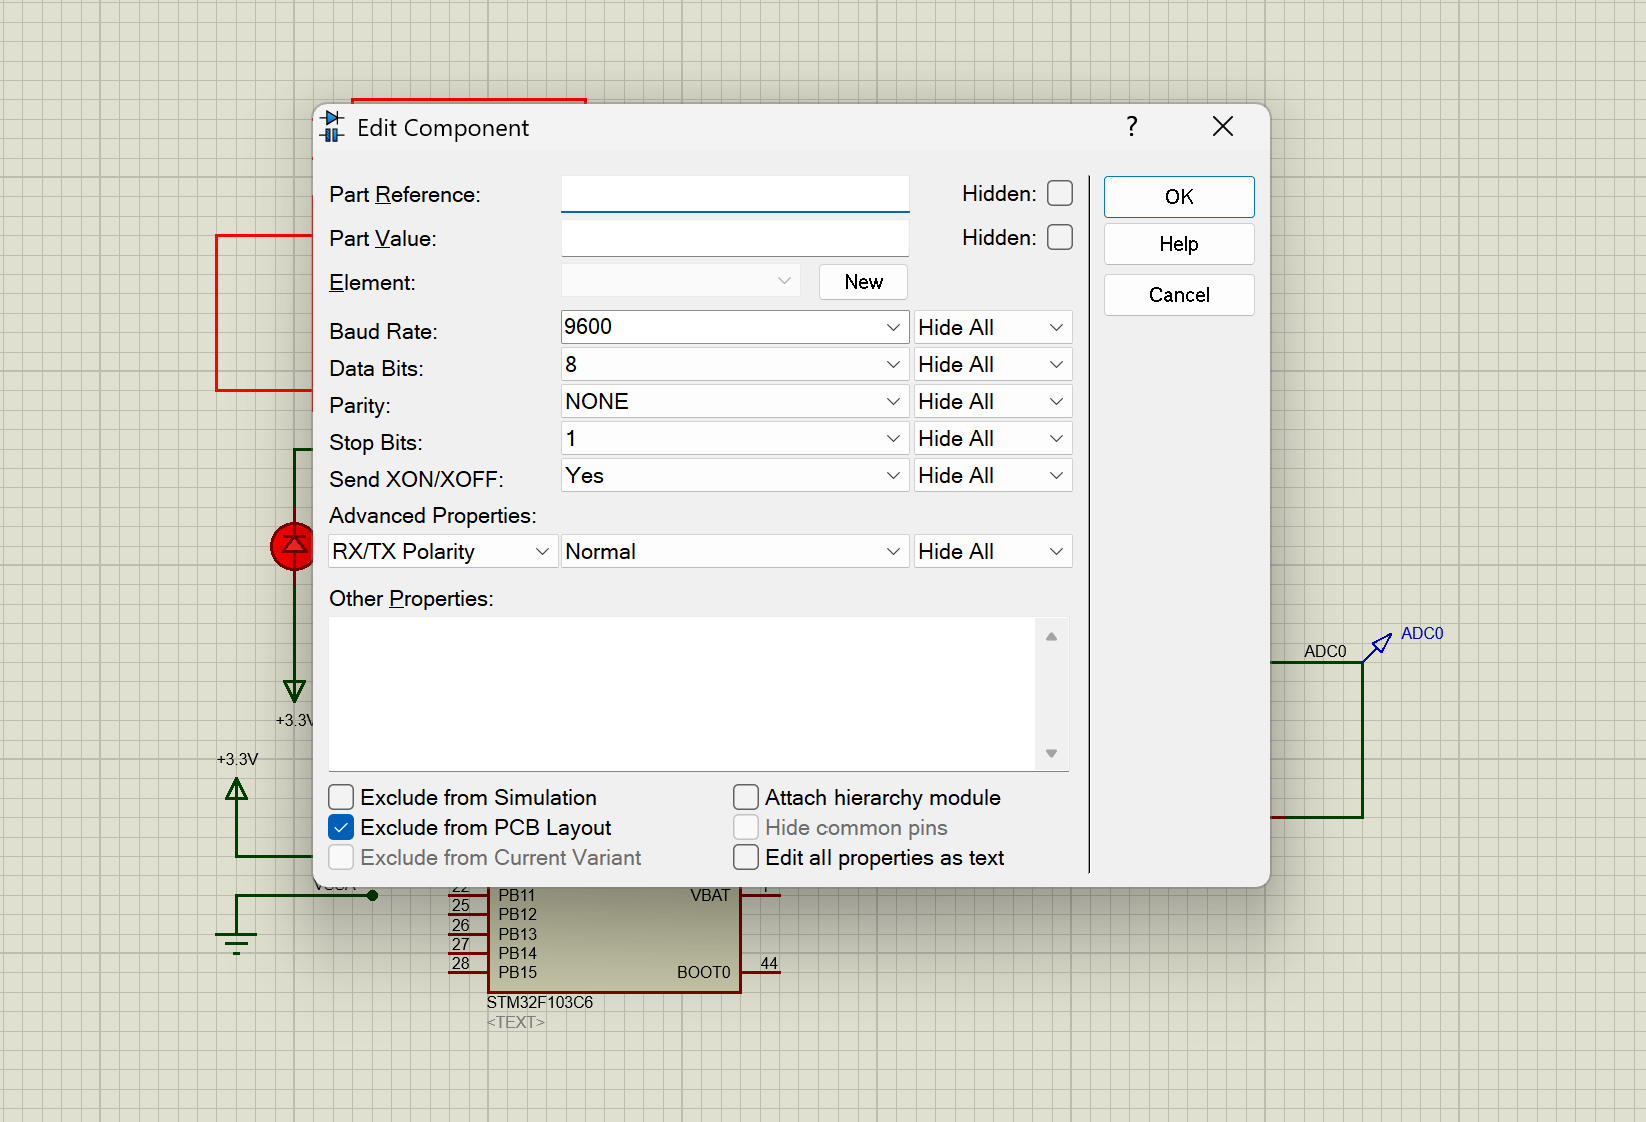 Edit Component
?
Part Reference:
Hidden:
OK
Part Value:
Hidden:
Help
Element:
New
Cancel
Baud Rate:
9600
Hide All
Data Bits:
8
Hide All
Parity:
NONE
Hide All
Stop Bits:
1
Hide All
Send XON/XOFF:
Yes
Hide All
Advanced Properties:
RX/TX Polarity
Normal
Hide All
Other Properties:
ADC0
ADC0
+3.3V
+3.3V
Exclude from Simulation
Attach hierarchy module
Exclude from PCB Layout
Hide common pins
Exclude from Current Variant
Edit all properties as text
22
PB11
VBAT
25
PB12
26
PB13
27
PB14
28
PB15
BOOT0
44
STM32F103C6
<TEXT>